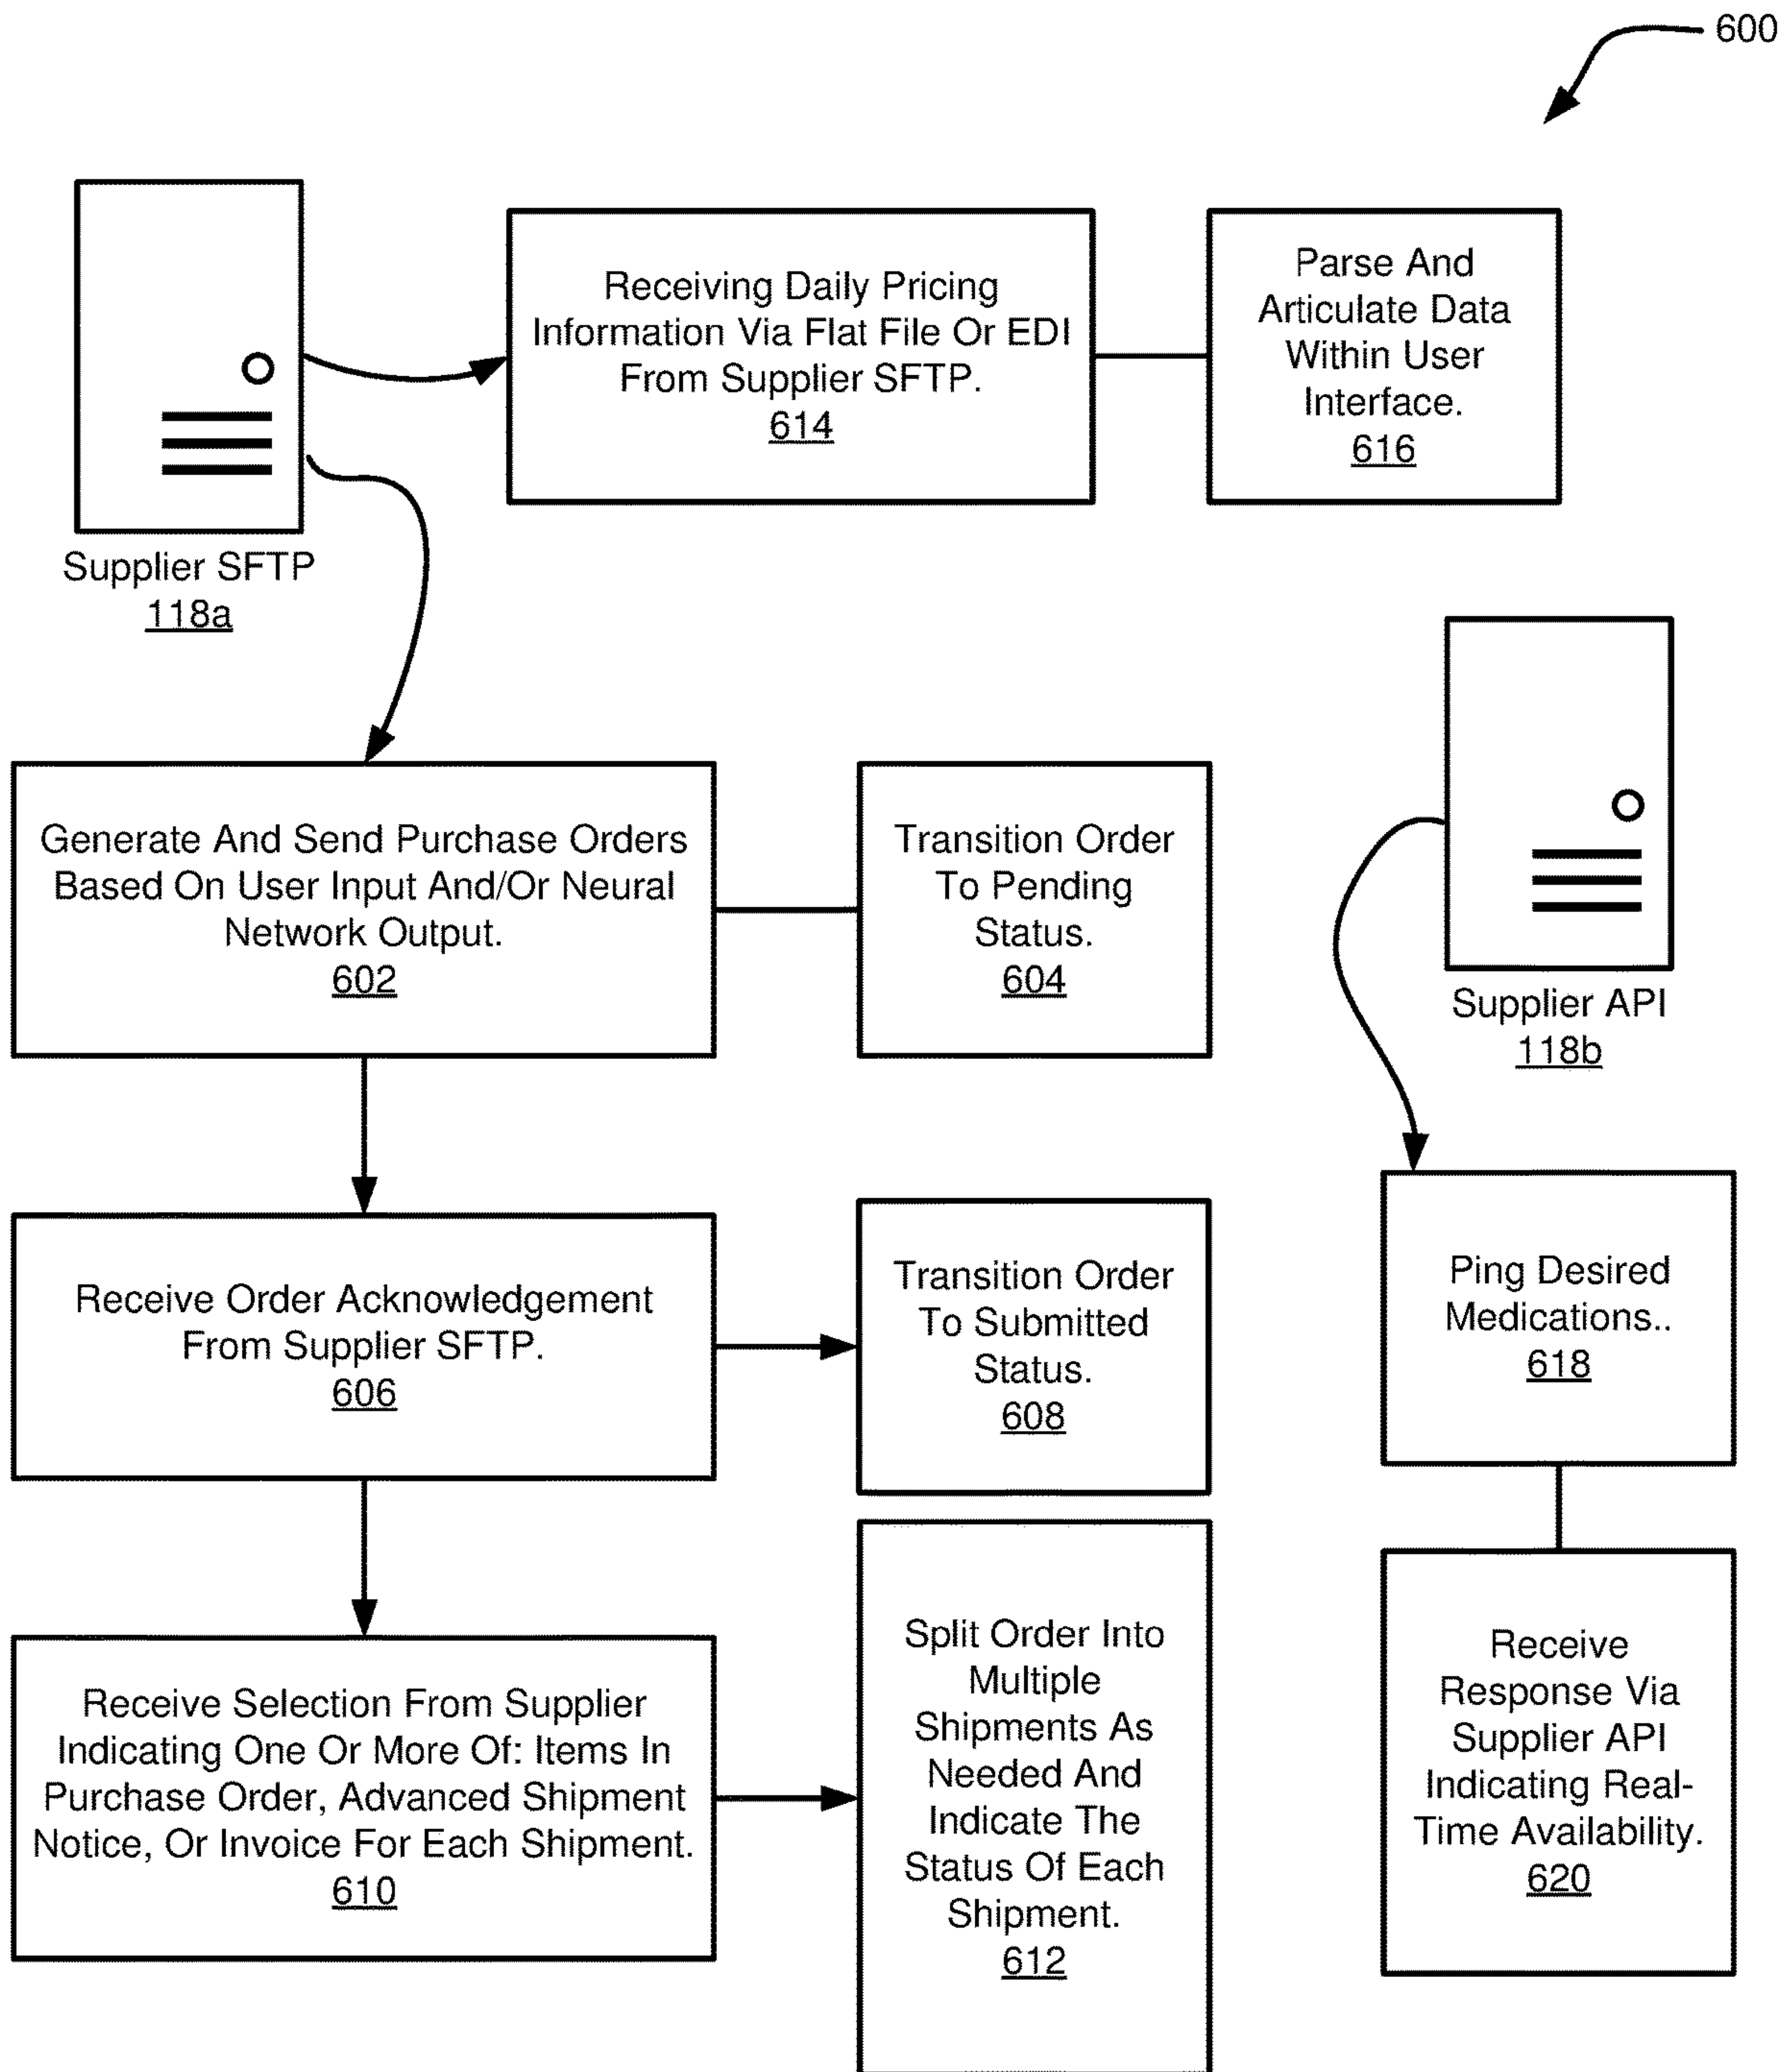 600
Receiving Daily Pricing
Information Via Flat File Or EDI
From Supplier SFTP.
614
Parse And
Articulate Data
Within User
Interface.
616
Supplier SFTP
118a
Generate And Send Purchase Orders
Based On User Input And/Or Neural
Network Output.
602
Transition Order
To Pending
Status.
604
Supplier API
118b
Receive Order Acknowledgement
From Supplier SFTP.
606
Transition Order
To Submitted
Status.
608
Ping Desired
Medications..
618
Receive Selection From Supplier
Indicating One Or More Of: Items In
Purchase Order, Advanced Shipment
Notice, Or Invoice For Each Shipment.
610
Split Order Into
Multiple
Shipments As
Needed And
Indicate The
Status Of Each
Shipment.
612
Receive
Response Via
Supplier API
Indicating Real-
Time Availability.
620